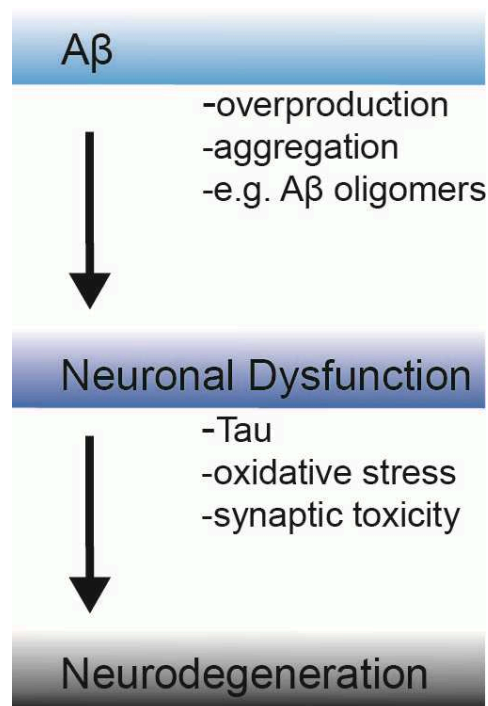 Aβ
-overproduction
-aggregation
-e.g. Aβ oligomers
Neuronal Dysfunction
-Tau
-oxidative stress
-synaptic toxicity
Neurodegeneration